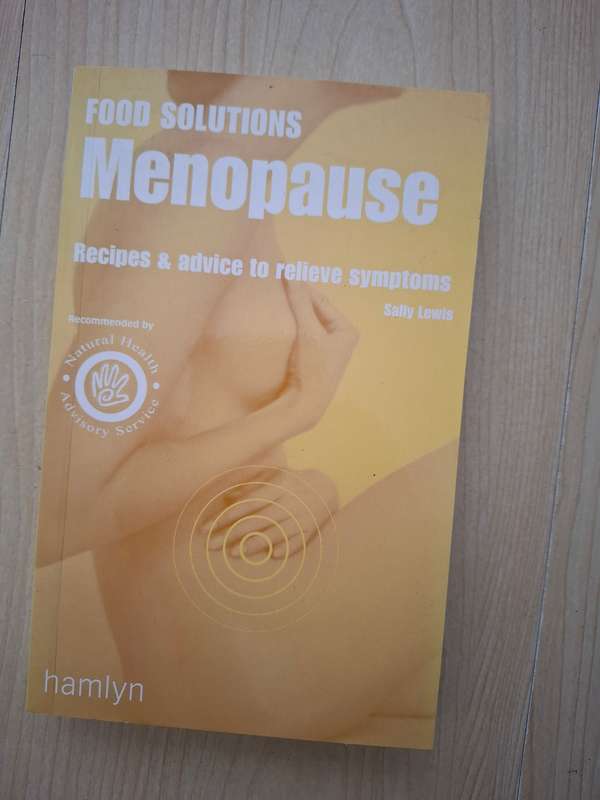 FOOD SOLUTIONS
Menopause
Recipes & advice to relieve symptoms
Sally Lewis
Recommended by
Natural Health
Advisory Service
hamlyn